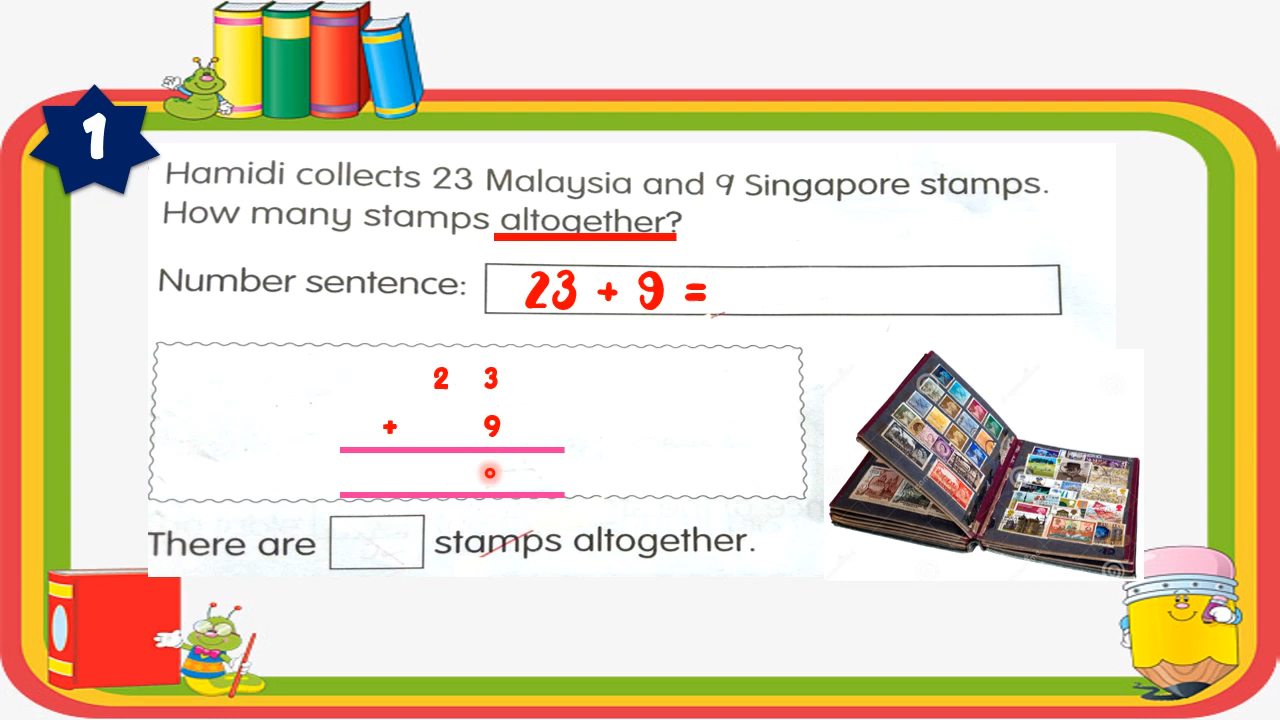 1
Hamidi collects 23 Malaysia and 9 Singapore stamps.
How many stamps altogether?
Number sentence: 23 + 9 =
2 3
+ 9
There are stamps altogether.